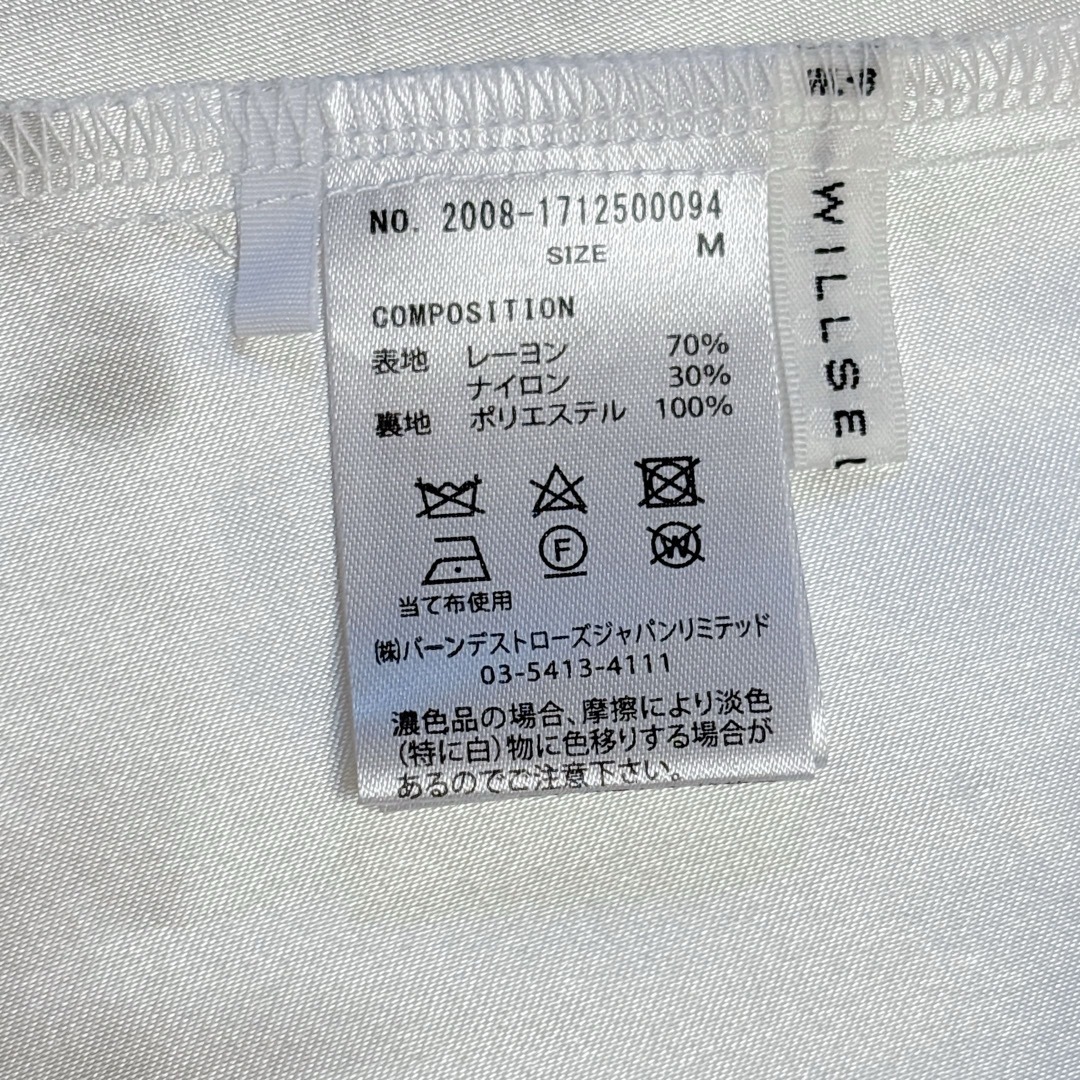 NO. 2008-1712500094
SIZE M
COMPOSITION
表地 レーヨン 70%
ナイロン 30%
裏地 ポリエステル 100%
F
W
当て布使用
(株)バーンデストローズジャパンリミテッド
03-5413-4111
濃色品の場合、摩擦により淡色
(特に白)物に色移りする場合が
あるのでご注意下さい。
WILLSEL